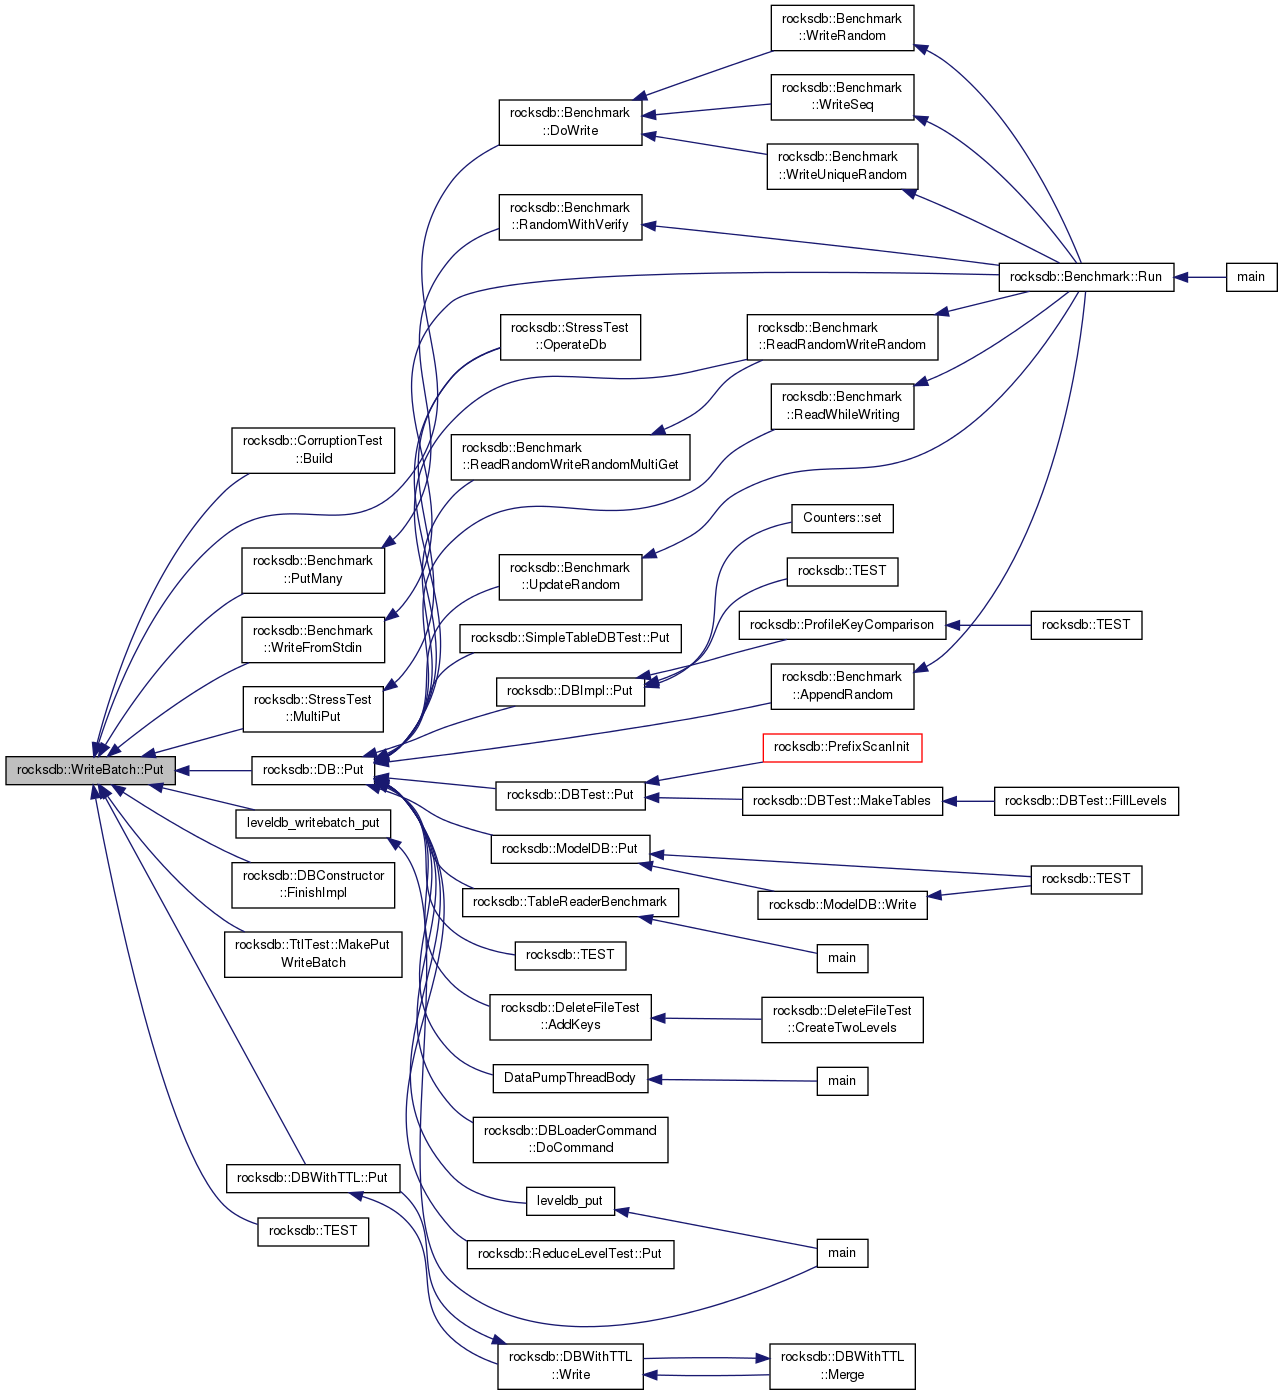 rocksdb::Benchmark
::WriteRandom
rocksdb::Benchmark
::WriteSeq
rocksdb::Benchmark
::DoWrite
rocksdb::Benchmark
::WriteUniqueRandom
rocksdb::Benchmark
::RandomWithVerify
rocksdb::Benchmark::Run
main
rocksdb::StressTest
::OperateDb
rocksdb::Benchmark
::ReadRandomWriteRandom
rocksdb::Benchmark
::ReadWhileWriting
rocksdb::CorruptionTest
::Build
rocksdb::Benchmark
::ReadRandomWriteRandomMultiGet
Counters::set
rocksdb::Benchmark
::PutMany
rocksdb::Benchmark
::UpdateRandom
rocksdb::TEST
rocksdb::Benchmark
::WriteFromStdin
rocksdb::SimpleTableDBTest::Put
rocksdb::ProfileKeyComparison
rocksdb::TEST
rocksdb::StressTest
::MultiPut
rocksdb::DBImpl::Put
rocksdb::Benchmark
::AppendRandom
rocksdb::PrefixScanInit
rocksdb::WriteBatch::Put
rocksdb::DB::Put
rocksdb::DBTest::Put
rocksdb::DBTest::MakeTables
rocksdb::DBTest::FillLevels
leveldb_writebatch_put
rocksdb::ModelDB::Put
rocksdb::DBConstructor
::FinishImpl
rocksdb::TEST
rocksdb::TableReaderBenchmark
rocksdb::ModelDB::Write
rocksdb::TtlTest::MakePut
WriteBatch
rocksdb::TEST
main
rocksdb::DeleteFileTest
::AddKeys
rocksdb::DeleteFileTest
::CreateTwoLevels
DataPumpThreadBody
main
rocksdb::DBLoaderCommand
::DoCommand
rocksdb::DBWithTTL::Put
leveldb_put
rocksdb::TEST
rocksdb::ReduceLevelTest::Put
main
rocksdb::DBWithTTL
::Write
rocksdb::DBWithTTL
::Merge